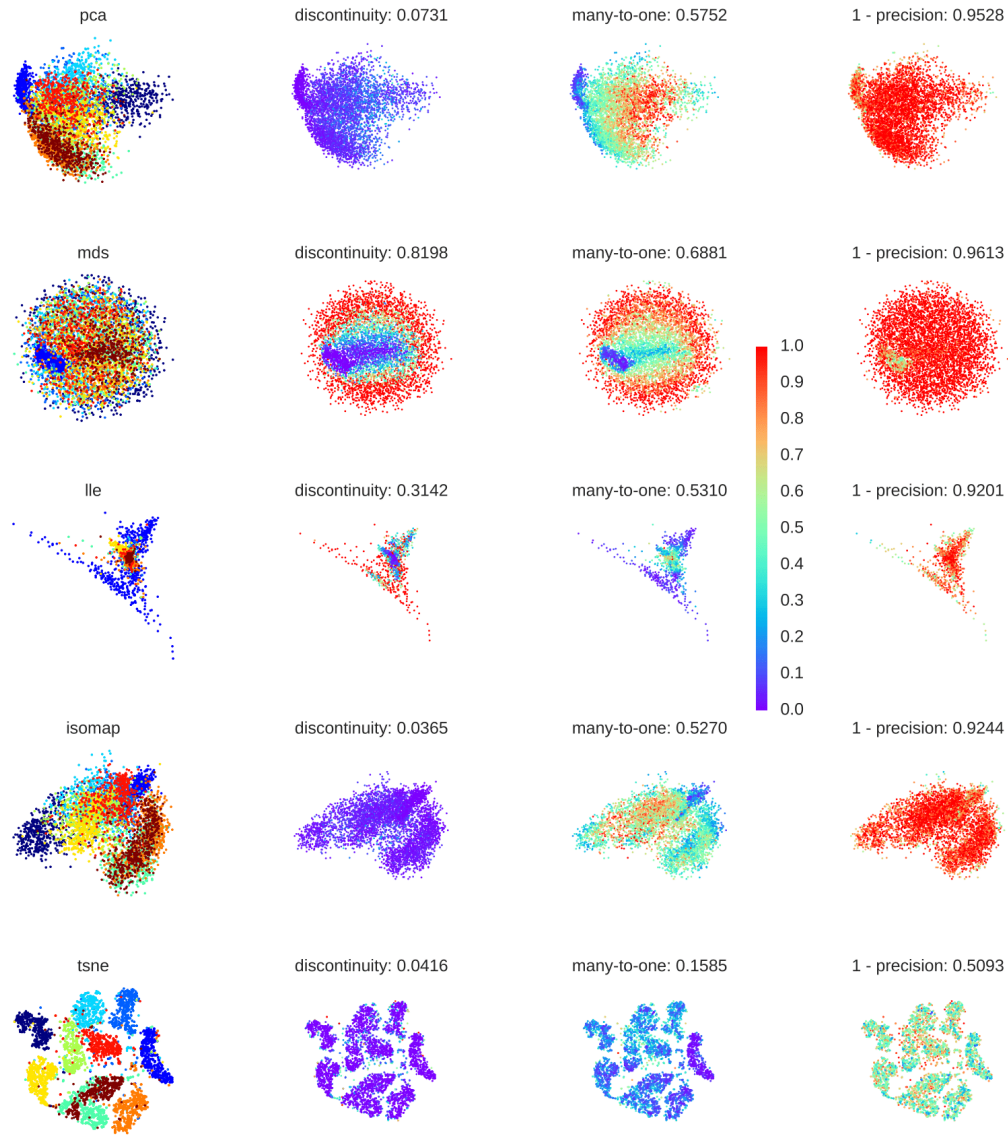 pca discontinuity: 0.0731 many-to-one: 0.5752 1 - precision: 0.9528
mds discontinuity: 0.8198 many-to-one: 0.6881 1 - precision: 0.9613
1.0
0.9
0.8
0.7
lle discontinuity: 0.3142 many-to-one: 0.5310 1 - precision: 0.9201
0.6
0.5
0.4
0.3
0.2
0.1
0.0
isomap discontinuity: 0.0365 many-to-one: 0.5270 1 - precision: 0.9244
tsne discontinuity: 0.0416 many-to-one: 0.1585 1 - precision: 0.5093